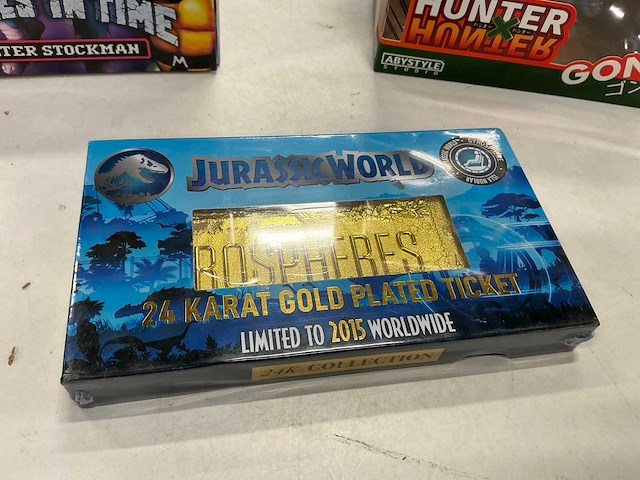 ES IN TIME
TER STOCKMAN
M
HUNTER
X
HUNTER
ABYSTYLE
STUDIO
GON
ゴン
JURASSIC WORLD
ROSPHERES
24 KARAT GOLD PLATED TICKET
LIMITED TO 2015 WORLDWIDE
24K COLLECTION